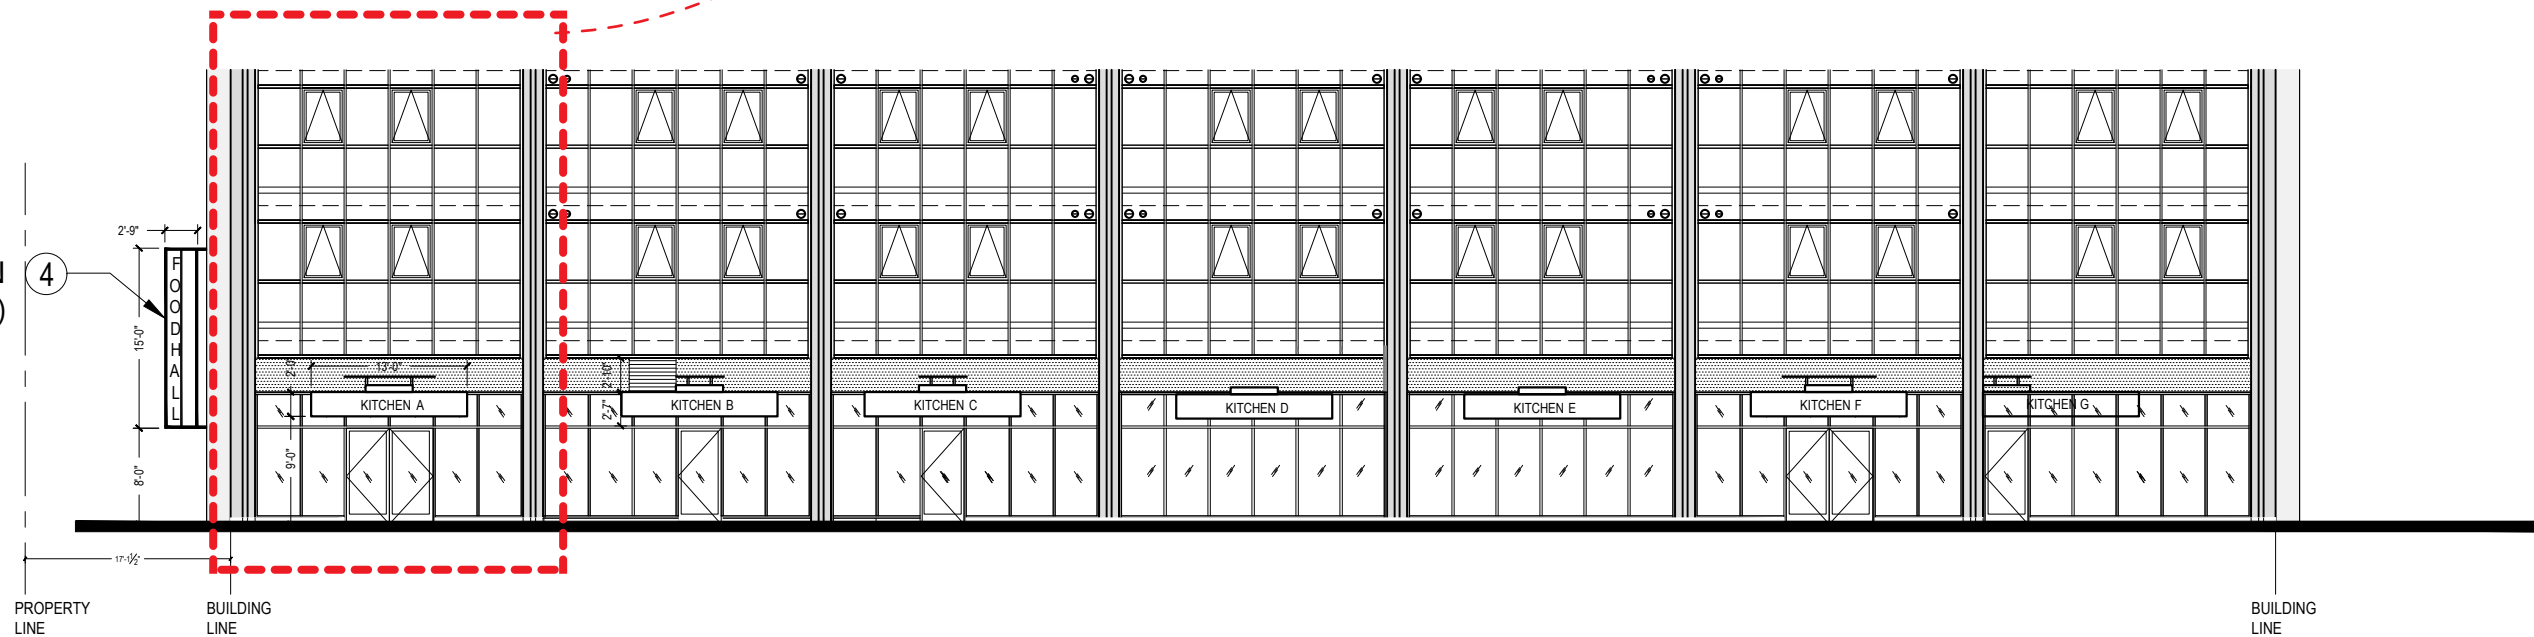 2'-9"
4
)
FOODHALL
15'-0"
8'-0"
2'-0"
13'-0"
9'-0"
2'-10"
2'-7"
KITCHEN A
KITCHEN B
KITCHEN C
KITCHEN D
KITCHEN E
KITCHEN F
KITCHEN G
17'-1½"
PROPERTY
LINE
BUILDING
LINE
BUILDING
LINE